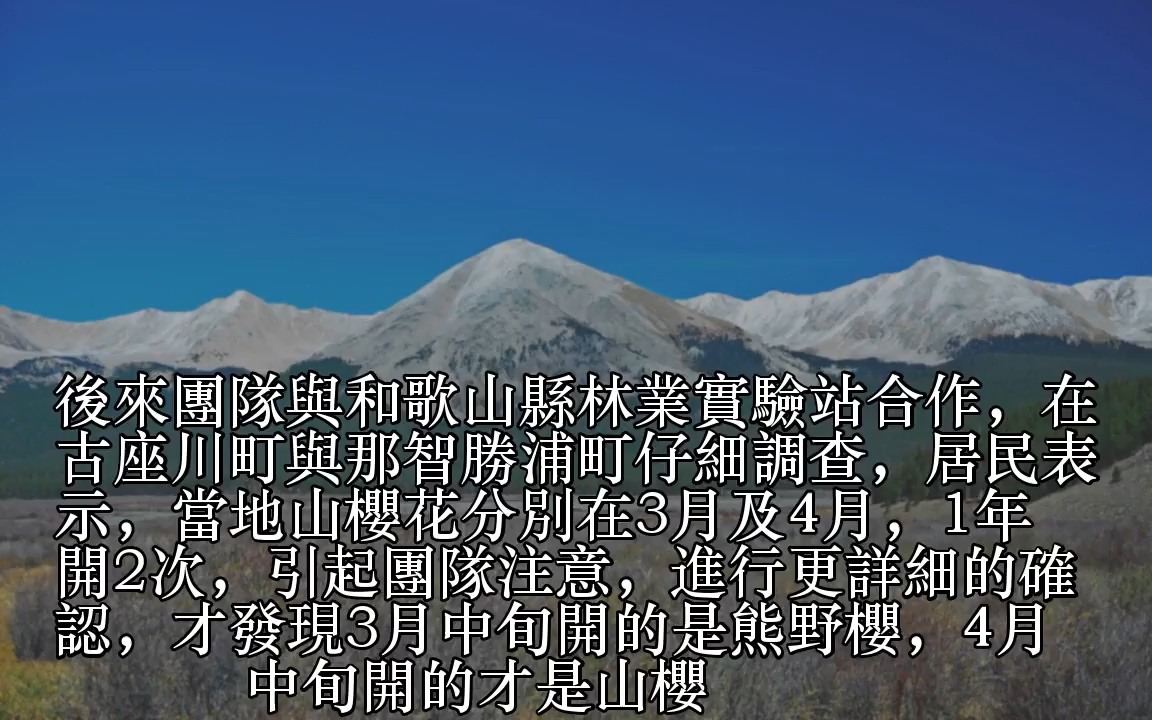 後來團隊與和歌山縣林業實驗站合作，在
古座川町與那智勝浦町仔細調查，居民表
示，當地山櫻花分別在3月及4月，1年
開2次，引起團隊注意，進行更詳細的確
認，才發現3月中旬開的是熊野櫻，4月
中旬開的才是山櫻